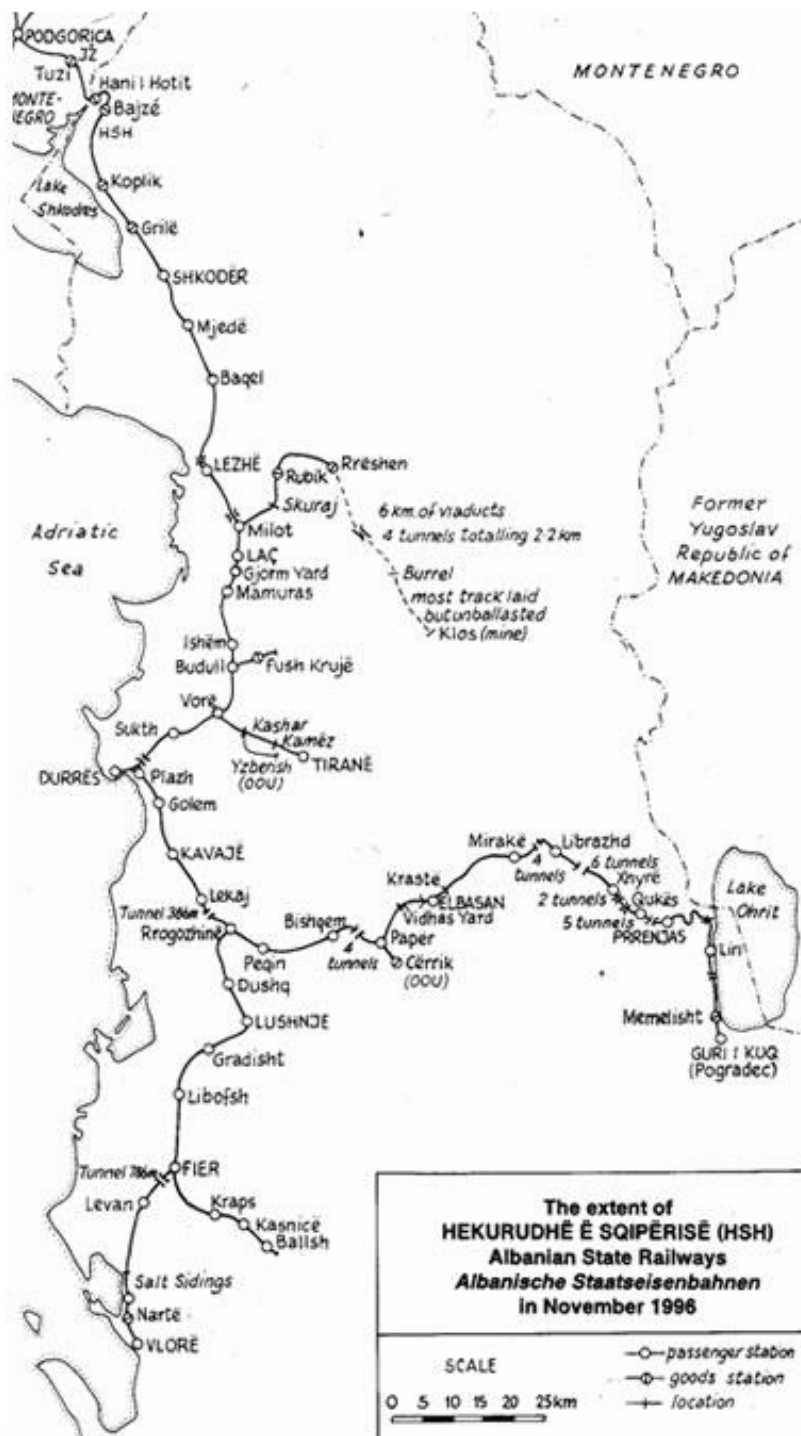 PODGORICA
JŽ
Tuzi
Hani i Hotit
MONTE-
NEGRO
Bajzé
HSH
MONTENEGRO
Koplik
Lake
Shkodres
Grilë
SHKODËR
Mjedë
Baqel
LEZHË
Rubik
Rrëshen
Skuraj
6 km. of viaducts
4 tunnels totalling 2·2km
Milot
Burrel
LAÇ
Gjorm Yard
most track laid
but unballasted
Mamuras
Klos (mine)
Adriatic
Sea
Former
Yugoslav
Republic of
MAKEDONIA
Ishëm
Budull
Fush Krujë
Vorë
Sukth
Kashar
Kamëz
Yzberish
(OOU)
TIRANË
DURRËS
Plazh
Golem
KAVAJË
Lekaj
Tunnel 386m
Rrogozhinë
Peqin
Bishqem
4
tunnels
Paper
Cërrik
(OOU)
Kraste
ELBASAN
Vidhas Yard
Mirakë
4
tunnels
Librazhd
6 tunnels
Xhyrë
2 tunnels
Qukës
5 tunnels
PRRENJAS
Lake
Ohrit
Lin
Memelisht
GURI I KUQ
(Pogradec)
Dushq
LUSHNJE
Gradisht
Libofsh
Tunnel 786m
FIER
Levan
Kraps
Kasnicë
Ballsh
Salt Sidings
Nartë
VLORË
The extent of
HEKURUDHË Ë SQIPËRISË (HSH)
Albanian State Railways
Albanische Staatseisenbahnen
in November 1996
SCALE
0 5 10 15 20 25km
passenger station
goods station
location